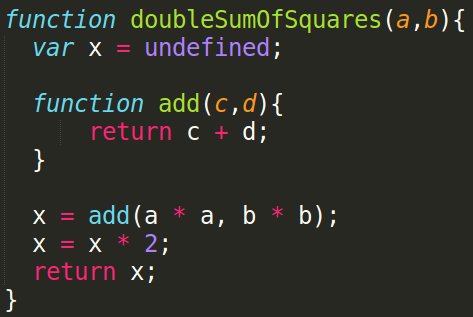 function doubleSumOfSquares(a,b){
  var x = undefined;

  function add(c,d){
      return c + d;
  }

  x = add(a * a, b * b);
  x = x * 2;
  return x;
}